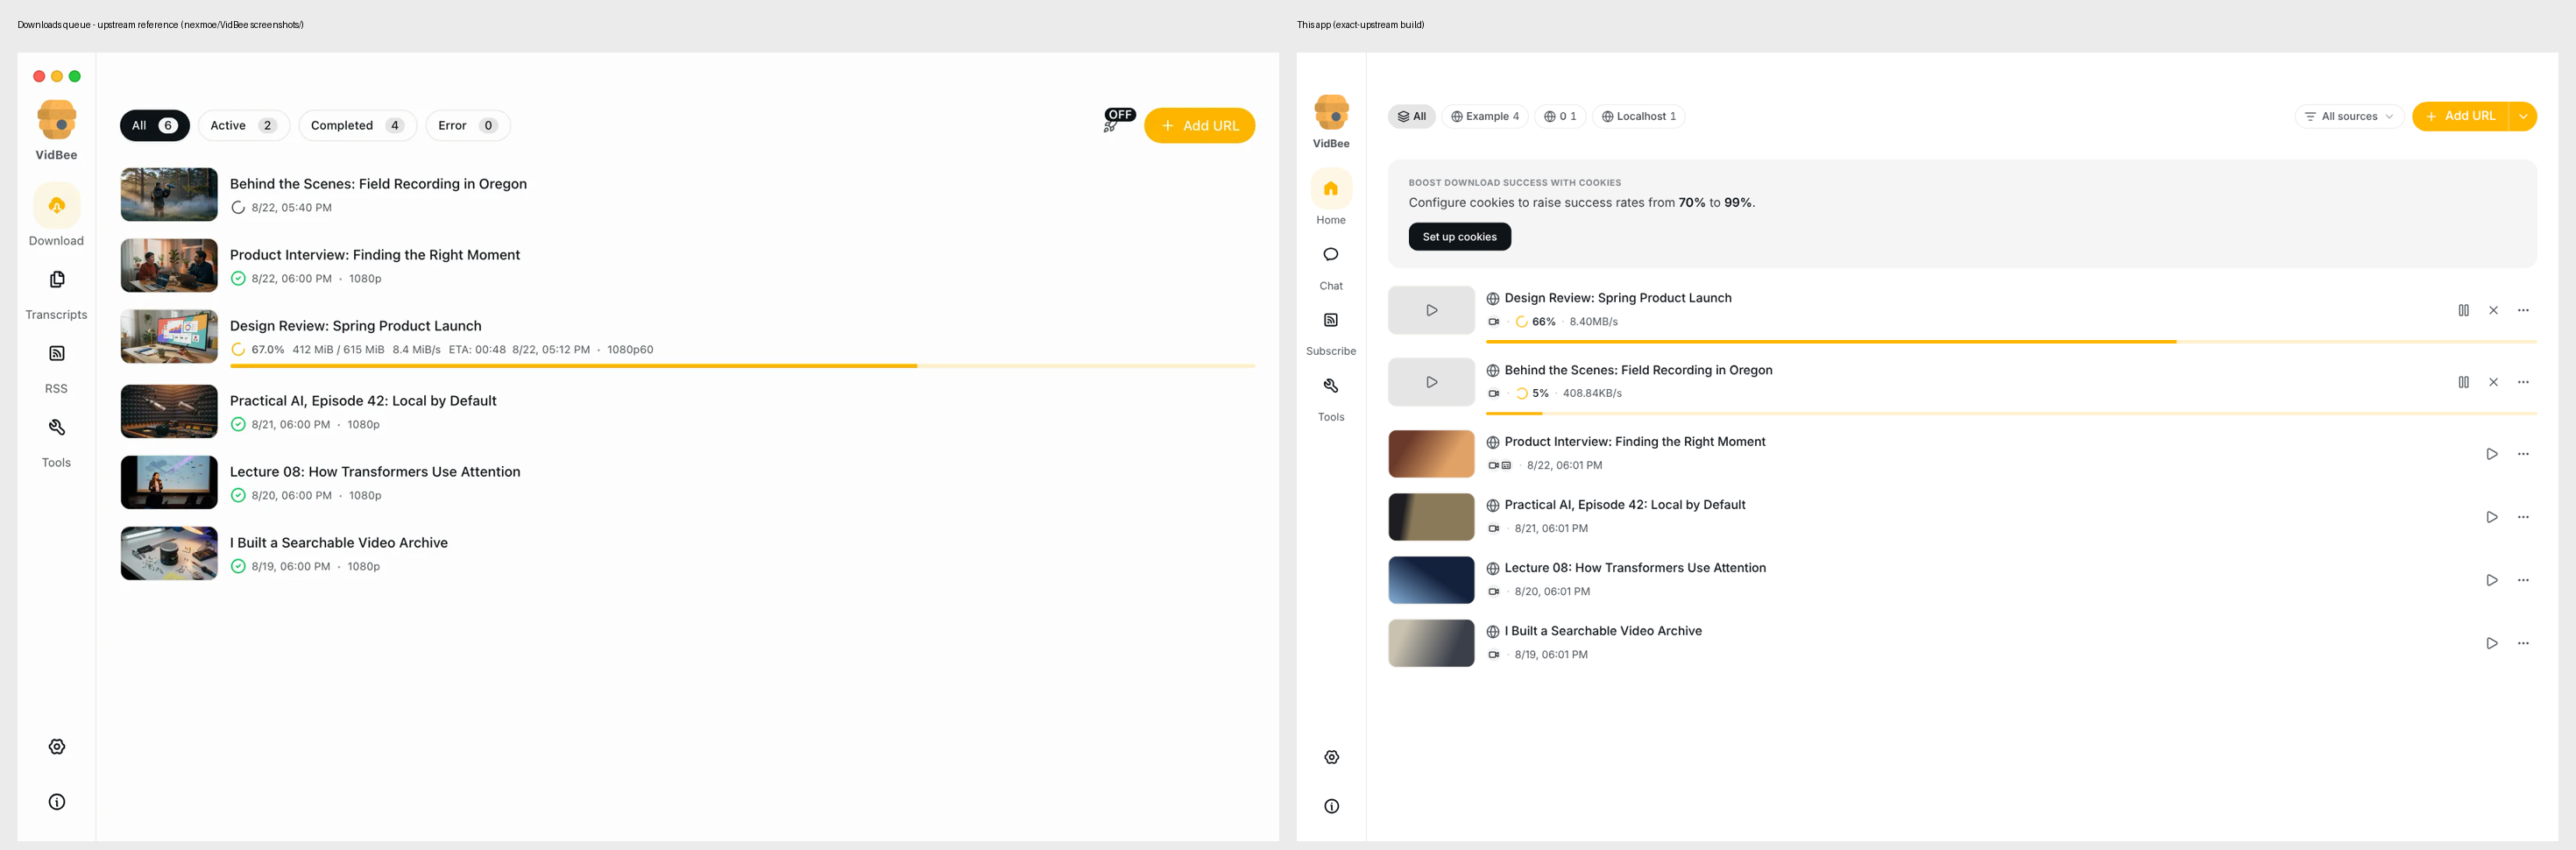 Downloads queue - upstream reference (nexmoe/VidBee screenshots/)
VidBee
Download
Transcripts
RSS
Tools
All 6
Active 2
Completed 4
Error 0
OFF
+ Add URL
Behind the Scenes: Field Recording in Oregon
8/22, 05:40 PM
Product Interview: Finding the Right Moment
8/22, 06:00 PM • 1080p
Design Review: Spring Product Launch
67.0% 412 MiB / 615 MiB 8.4 MiB/s ETA: 00:48 8/22, 05:12 PM • 1080p60
Practical AI, Episode 42: Local by Default
8/21, 06:00 PM • 1080p
Lecture 08: How Transformers Use Attention
8/20, 06:00 PM • 1080p
I Built a Searchable Video Archive
8/19, 06:00 PM • 1080p
This app (exact-upstream build)
VidBee
Home
Chat
Subscribe
Tools
All
Example 4
0 1
Localhost 1
All sources
+ Add URL
BOOST DOWNLOAD SUCCESS WITH COOKIES
Configure cookies to raise success rates from 70% to 99%.
Set up cookies
Design Review: Spring Product Launch
· 66% · 8.40MB/s
Behind the Scenes: Field Recording in Oregon
· 5% · 408.84KB/s
Product Interview: Finding the Right Moment
· 8/22, 06:01 PM
Practical AI, Episode 42: Local by Default
· 8/21, 06:01 PM
Lecture 08: How Transformers Use Attention
· 8/20, 06:01 PM
I Built a Searchable Video Archive
· 8/19, 06:01 PM